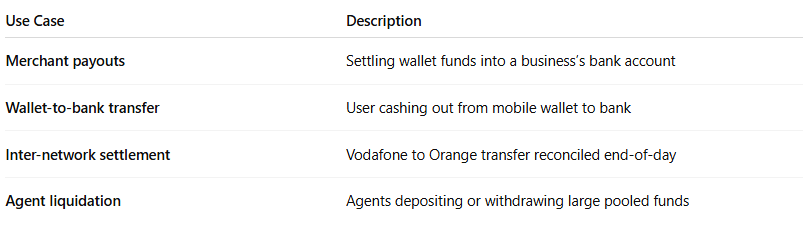 Use Case Description
Merchant payouts Settling wallet funds into a business’s bank account
Wallet-to-bank transfer User cashing out from mobile wallet to bank
Inter-network settlement Vodafone to Orange transfer reconciled end-of-day
Agent liquidation Agents depositing or withdrawing large pooled funds